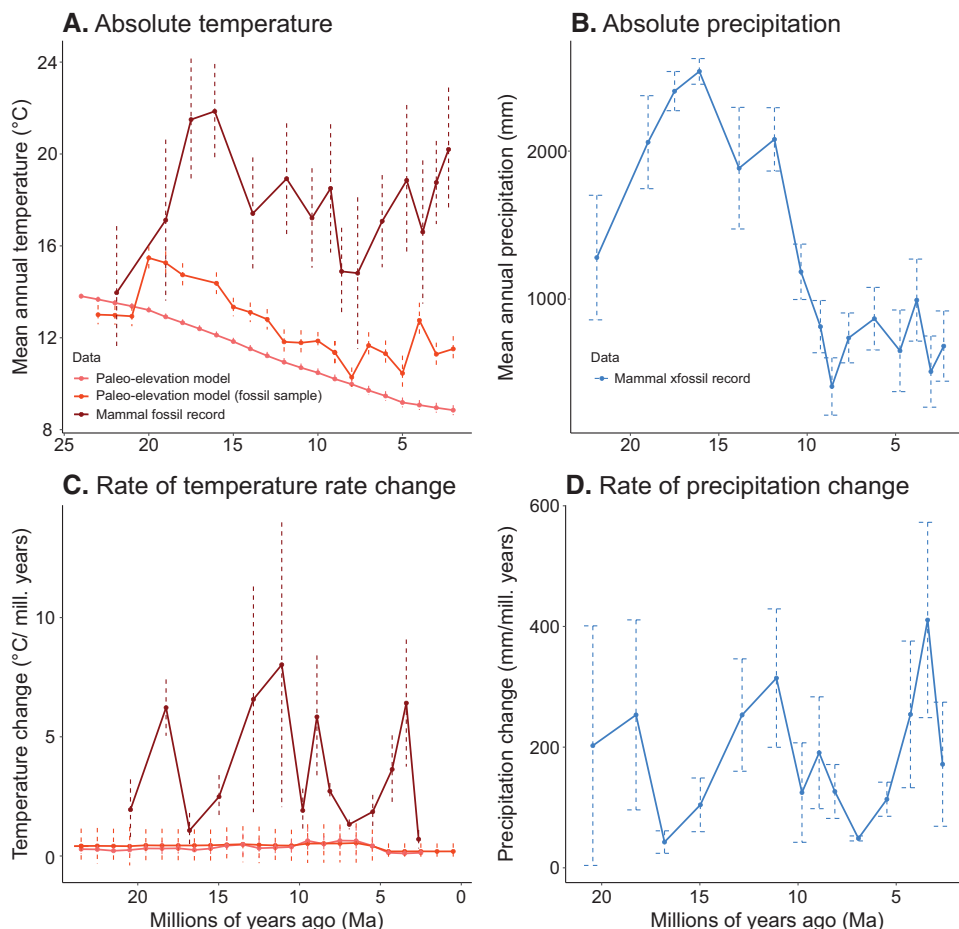 A. Absolute temperature
Mean annual temperature (°C)
24
20
16
12
8
25
20
15
10
5
Data
Paleo-elevation model
Paleo-elevation model (fossil sample)
Mammal fossil record
B. Absolute precipitation
Mean annual precipitation (mm)
2000
1000
20
15
10
5
Data
Mammal xfossil record
C. Rate of temperature rate change
Temperature change (°C/ mill. years)
10
5
0
20
15
10
5
0
Millions of years ago (Ma)
D. Rate of precipitation change
Precipitation change (mm/mill. years)
600
400
200
0
20
15
10
5
Millions of years ago (Ma)